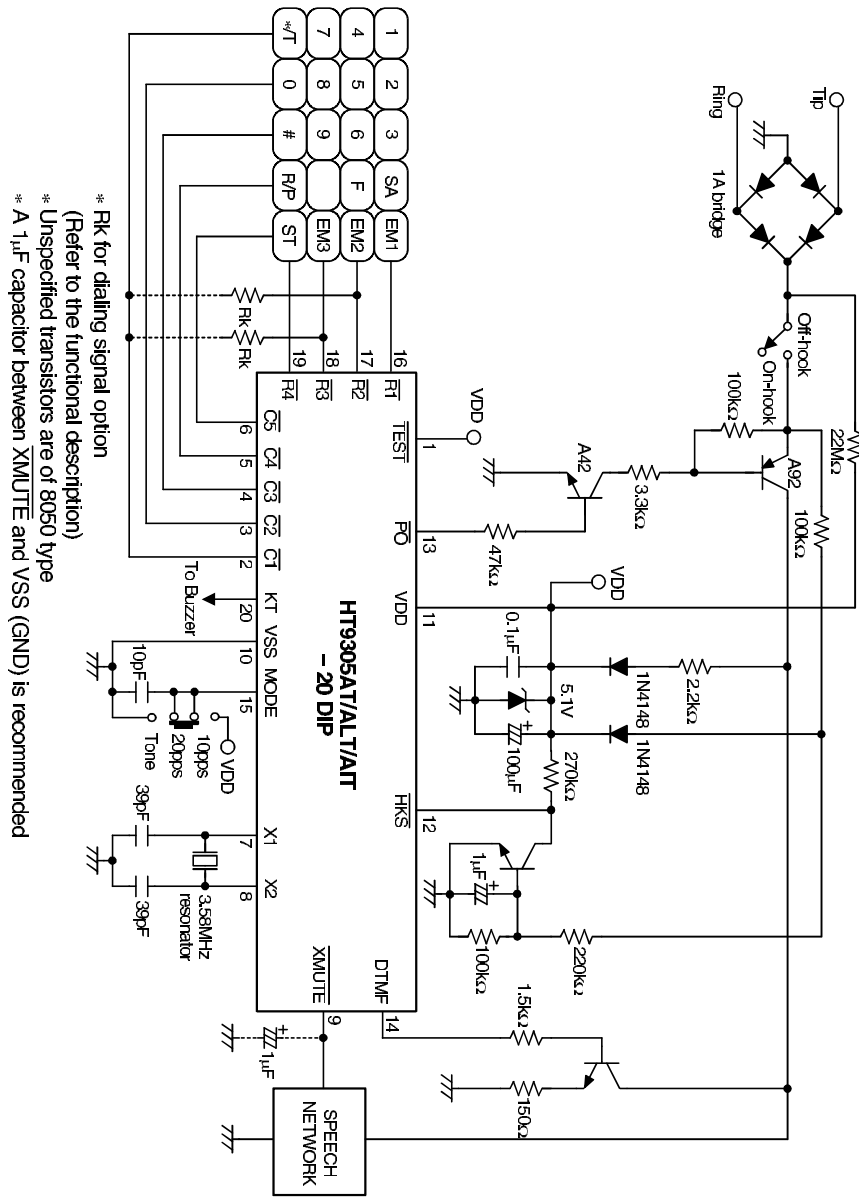 Tip
Ring
1A bridge
Off-hook
On-hook
22MΩ
100kΩ
A92
100kΩ
3.3kΩ
A42
47kΩ
VDD
VDD
2.2kΩ
1N4148
1N4148
5.1V
0.1μF
100μF
+
270kΩ
1μF
+
100kΩ
220kΩ
1.5kΩ
150Ω
1 2 3 SA EM1
4 5 6 F EM2
7 8 9 EM3
*/T 0 # R/P ST
Rk
Rk
16 R1
17 R2
18 R3
19 R4
1 TEST
13 PO
11 VDD
12 HKS
14 DTMF
9 XMUTE
HT9305AT/ALT/AIT
– 20 DIP
C5 6
C4 5
C3 4
C2 3
C1 2
KT 20
VSS 10
MODE 15
X1 7
X2 8
To Buzzer
10pF
Tone
20pps
10pps
VDD
39pF
39pF
3.58MHz
resonator
+
1μF
SPEECH
NETWORK
* Rk for dialing signal option
(Refer to the functional description)
* Unspecified transistors are of 8050 type
* A 1μF capacitor between XMUTE and VSS (GND) is recommended